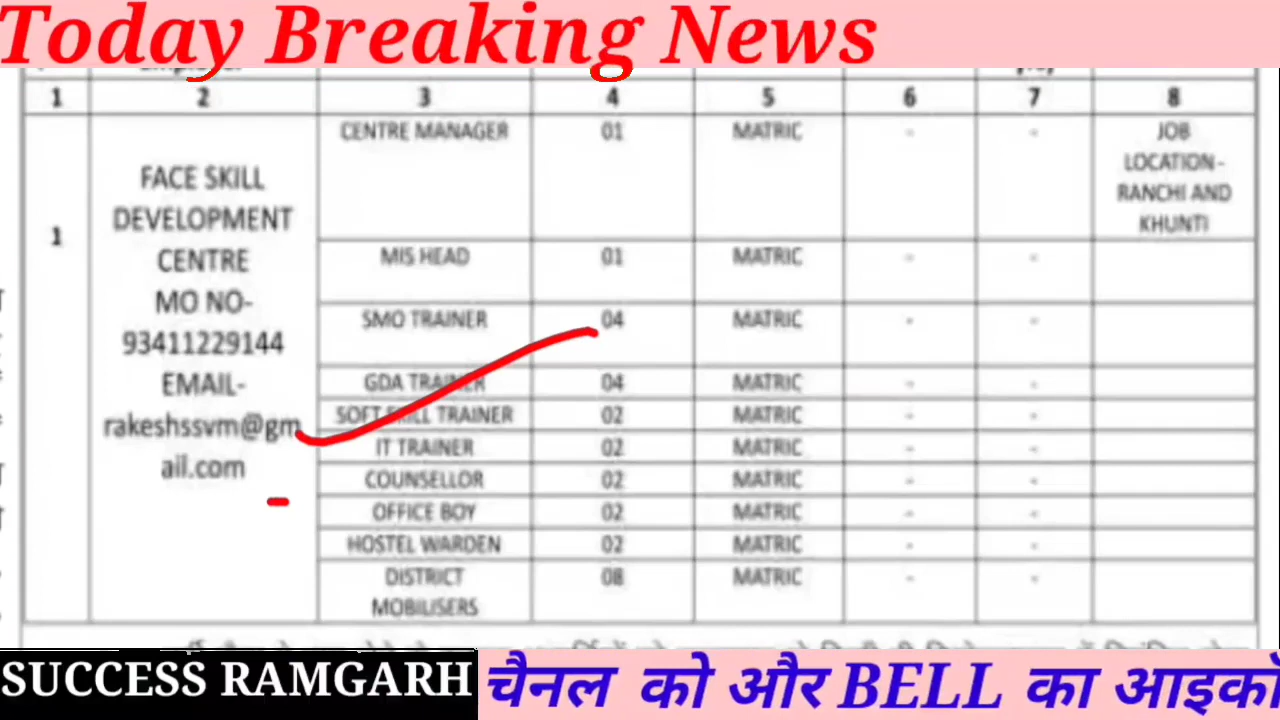 Today Breaking News
1 2 3 4 5 6 7 8
1
FACE SKILL
DEVELOPMENT
CENTRE
MO NO-
93411229144
EMAIL-
rakeshssvm@gm
ail.com
CENTRE MANAGER 01 MATRIC - - JOB
LOCATION-
RANCHI AND
KHUNTI
MIS HEAD 01 MATRIC - -
SMO TRAINER 04 MATRIC - -
GDA TRAINER 04 MATRIC - -
SOFT SKILL TRAINER 02 MATRIC - -
IT TRAINER 02 MATRIC - -
COUNSELLOR 02 MATRIC - -
OFFICE BOY 02 MATRIC - -
HOSTEL WARDEN 02 MATRIC - -
DISTRICT 08 MATRIC - -
MOBILISERS
SUCCESS RAMGARH
चैनल को और BELL का आइको